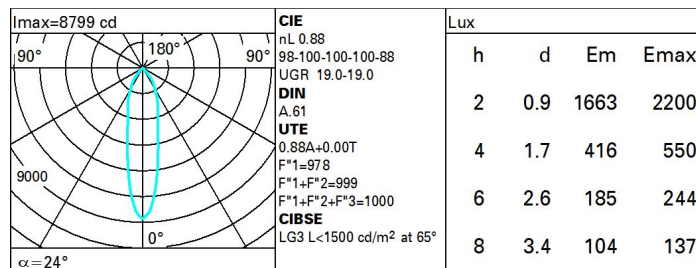 Imax=8799 cd
90° 180° 90°
9000
0°
α=24°
CIE
nL 0.88
98-100-100-100-88
UGR 19.0-19.0
DIN
A.61
UTE
0.88A+0.00T
F"1=978
F"1+F"2=999
F"1+F"2+F"3=1000
CIBSE
LG3 L<1500 cd/m² at 65°
Lux
h d Em Emax
2 0.9 1663 2200
4 1.7 416 550
6 2.6 185 244
8 3.4 104 137